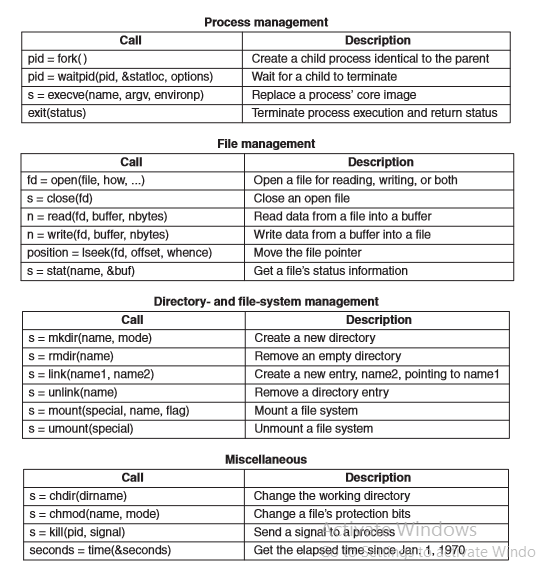 Process management
Call Description
pid = fork( ) Create a child process identical to the parent
pid = waitpid(pid, &statloc, options) Wait for a child to terminate
s = execve(name, argv, environp) Replace a process' core image
exit(status) Terminate process execution and return status
File management
Call Description
fd = open(file, how, ...) Open a file for reading, writing, or both
s = close(fd) Close an open file
n = read(fd, buffer, nbytes) Read data from a file into a buffer
n = write(fd, buffer, nbytes) Write data from a buffer into a file
position = lseek(fd, offset, whence) Move the file pointer
s = stat(name, &buf) Get a file's status information
Directory- and file-system management
Call Description
s = mkdir(name, mode) Create a new directory
s = rmdir(name) Remove an empty directory
s = link(name1, name2) Create a new entry, name2, pointing to name1
s = unlink(name) Remove a directory entry
s = mount(special, name, flag) Mount a file system
s = umount(special) Unmount a file system
Miscellaneous
Call Description
s = chdir(dirname) Change the working directory
s = chmod(name, mode) Change a file's protection bits
s = kill(pid, signal) Send a signal to a process
seconds = time(&seconds) Get the elapsed time since Jan. 1, 1970
Activate Windows
Go to Settings to activate Windo